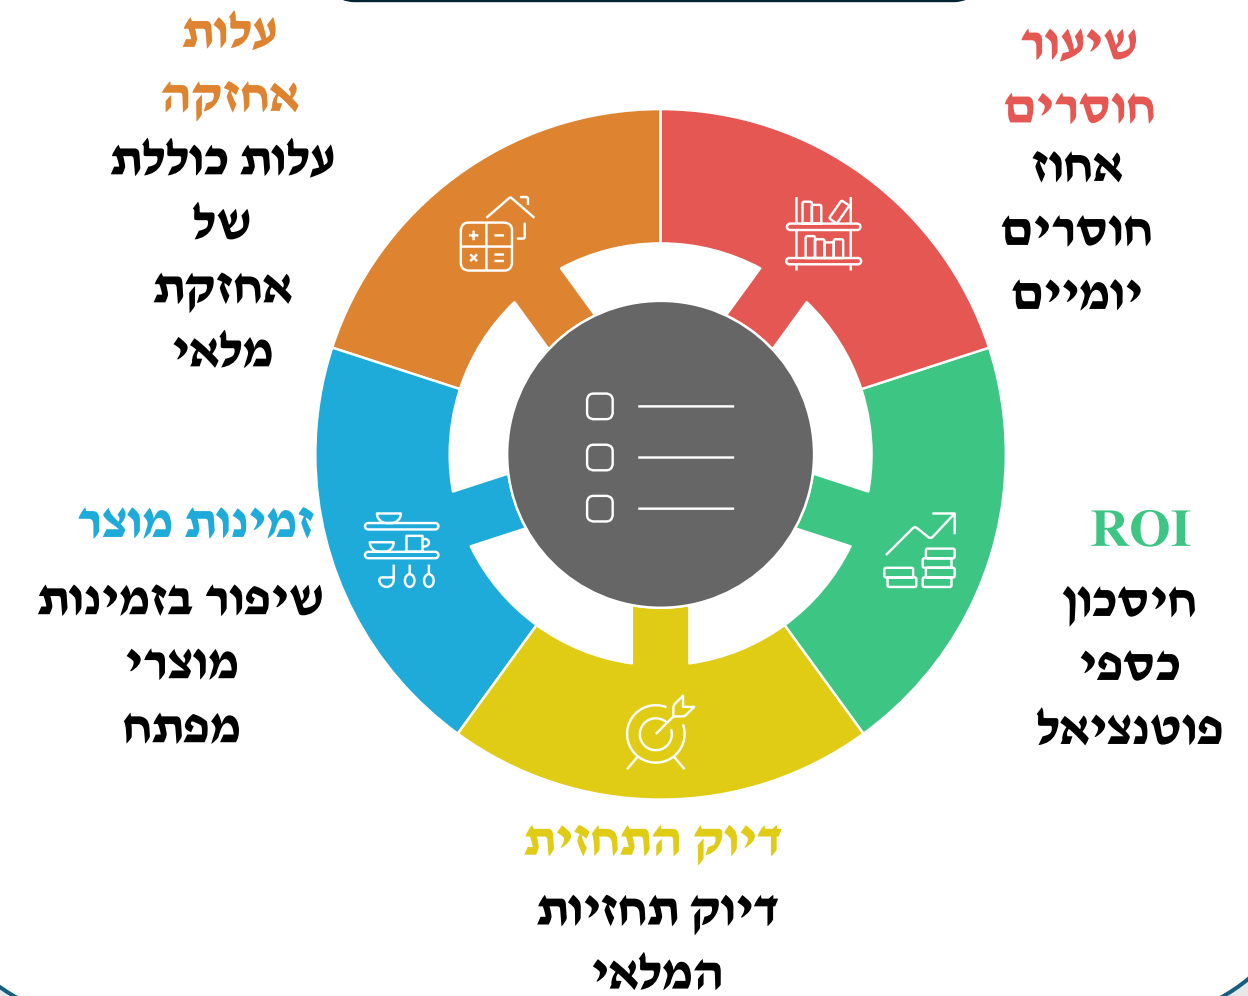 שיעור
חוסרים
אחוז
חוסרים
יומיים
ROI
חיסכון
כספי
פוטנציאל
דיוק התחזית
דיוק תחזיות
המלאי
זמינות מוצר
שיפור בזמינות
מוצרי
מפתח
עלות
אחזקה
עלות כוללת
של
אחזקת
מלאי